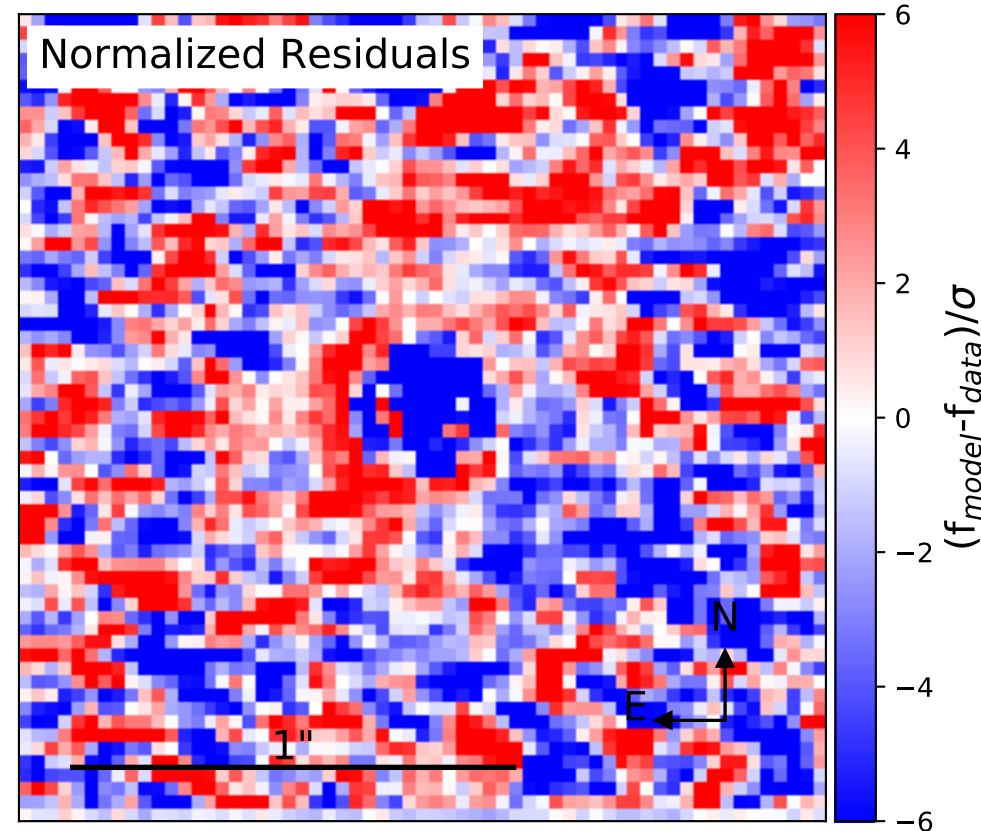 Normalized Residuals
6
4
2
0
−2
−4
−6
(f_model-f_data)/σ
N
E
1"